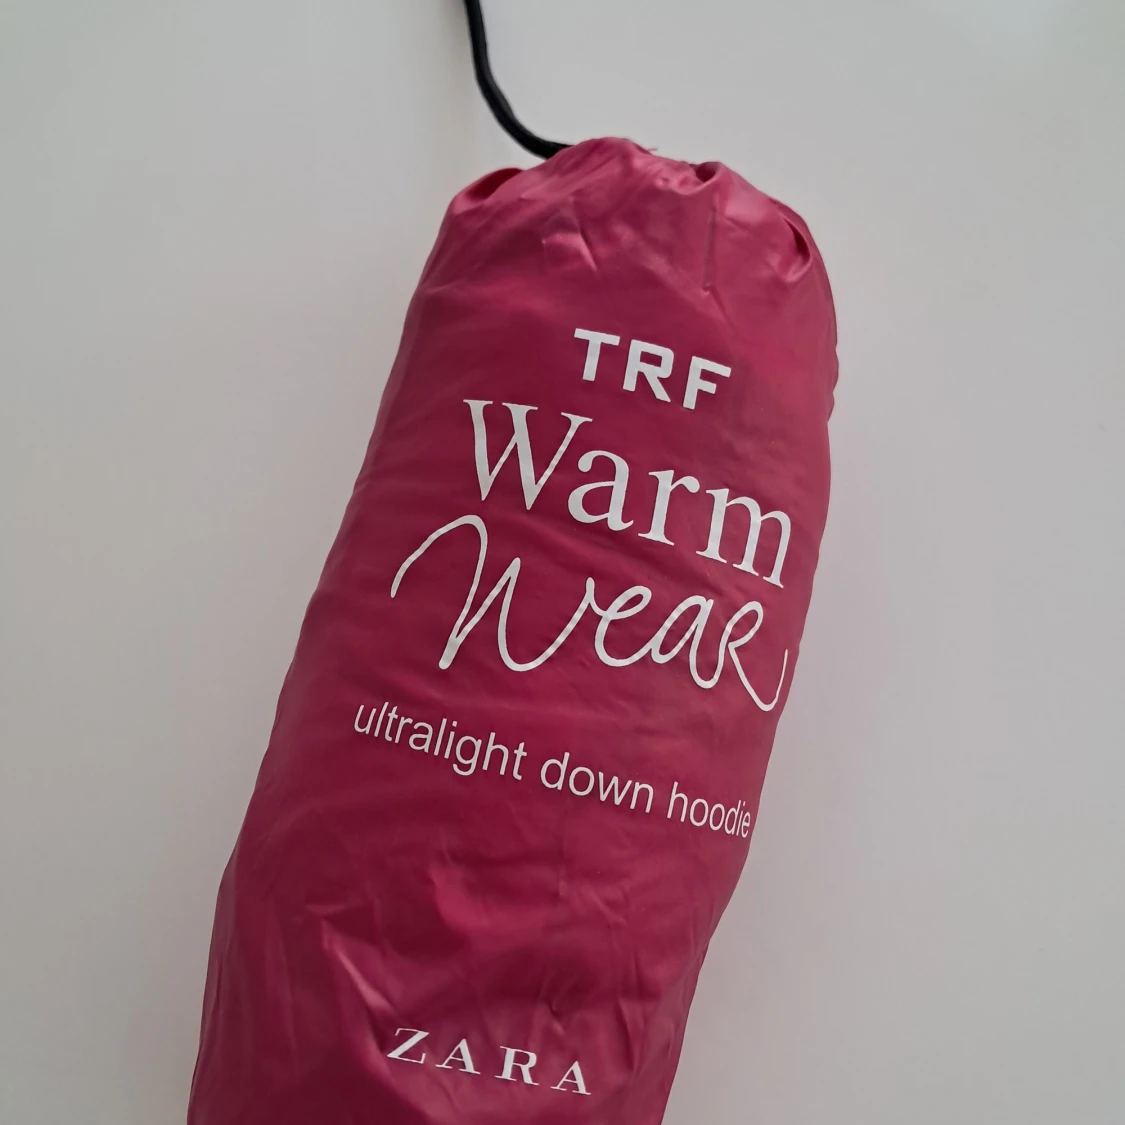 TRF
Warm
Wear
ultralight down hoodie
ZARA